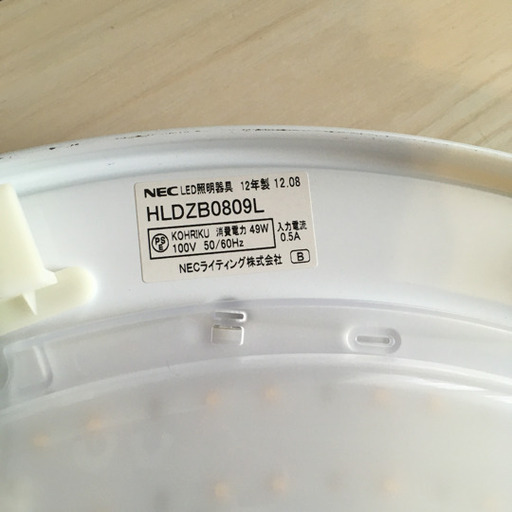 NEC LED照明器具 12年製 12.08
HLDZB0809L
PSE KOHRIKU 消費電力 49W 入力電流
100V 50/60Hz 0.5A
NECライティング株式会社 B